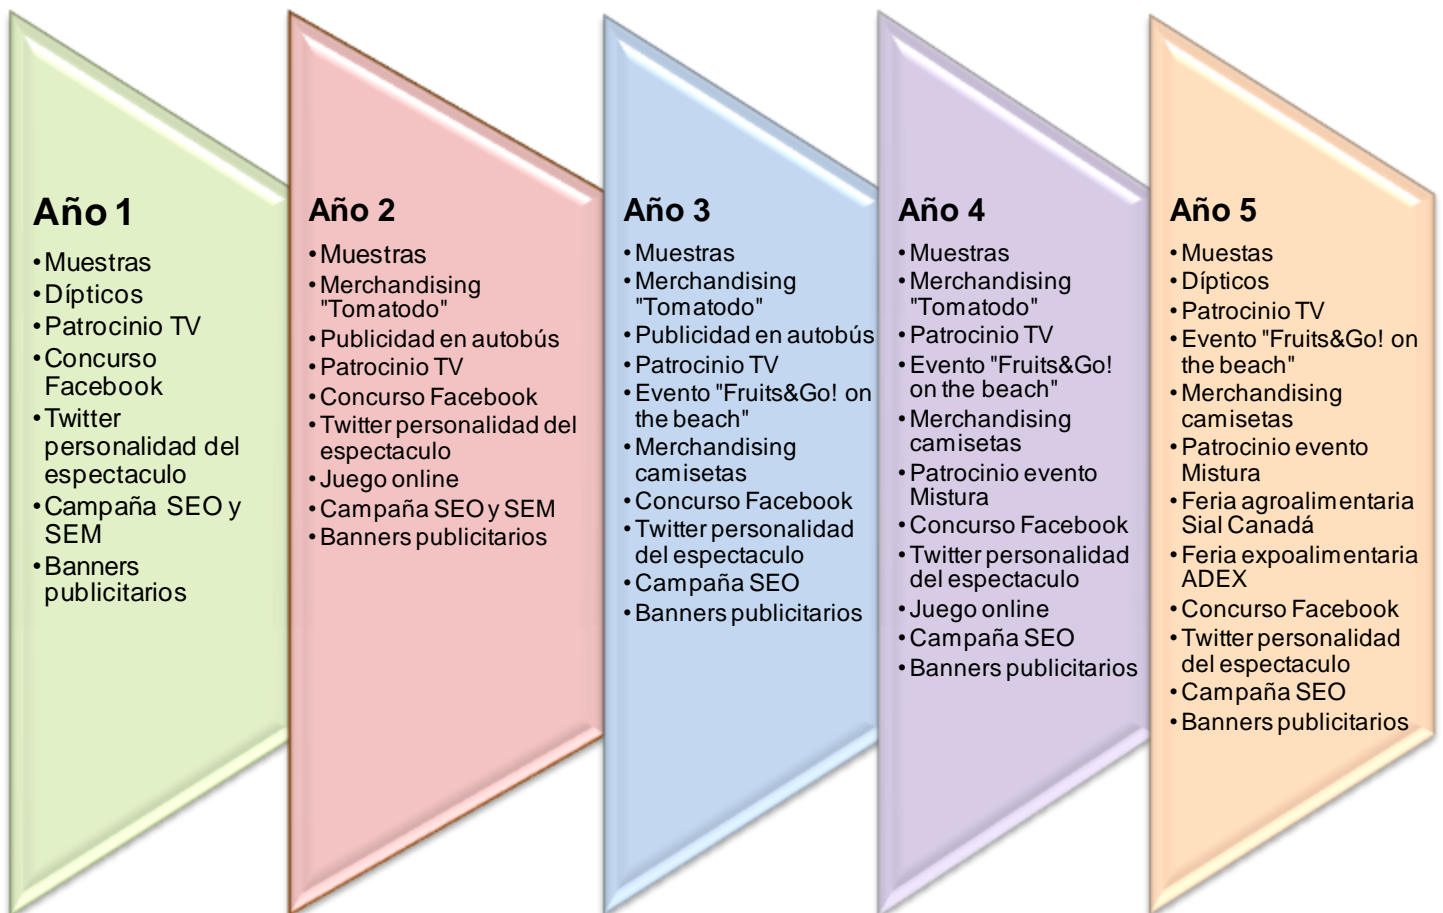 Año 1
•Muestras
•Dípticos
•Patrocinio TV
•Concurso
Facebook
•Twitter
personalidad del
espectaculo
•Campaña SEO y
SEM
•Banners
publicitarios
Año 2
•Muestras
•Merchandising
"Tomatodo"
•Publicidad en autobús
•Patrocinio TV
•Concurso Facebook
•Twitter personalidad del
espectaculo
•Juego online
•Campaña SEO y SEM
•Banners publicitarios
Año 3
•Muestras
•Merchandising
"Tomatodo"
•Publicidad en autobús
•Patrocinio TV
•Evento "Fruits&Go! on
the beach"
•Merchandising
camisetas
•Concurso Facebook
•Twitter personalidad
del espectaculo
•Campaña SEO
•Banners publicitarios
Año 4
•Muestras
•Merchandising
"Tomatodo"
•Patrocinio TV
•Evento "Fruits&Go!
on the beach"
•Merchandising
camisetas
•Patrocinio evento
Mistura
•Concurso Facebook
•Twitter personalidad
del espectaculo
•Juego online
•Campaña SEO
•Banners publicitarios
Año 5
•Muestas
•Dípticos
•Patrocinio TV
•Evento "Fruits&Go! on
the beach"
•Merchandising
camisetas
•Patrocinio evento
Mistura
•Feria agroalimentaria
Sial Canadá
•Feria expoalimentaria
ADEX
•Concurso Facebook
•Twitter personalidad
del espectaculo
•Campaña SEO
•Banners publicitarios